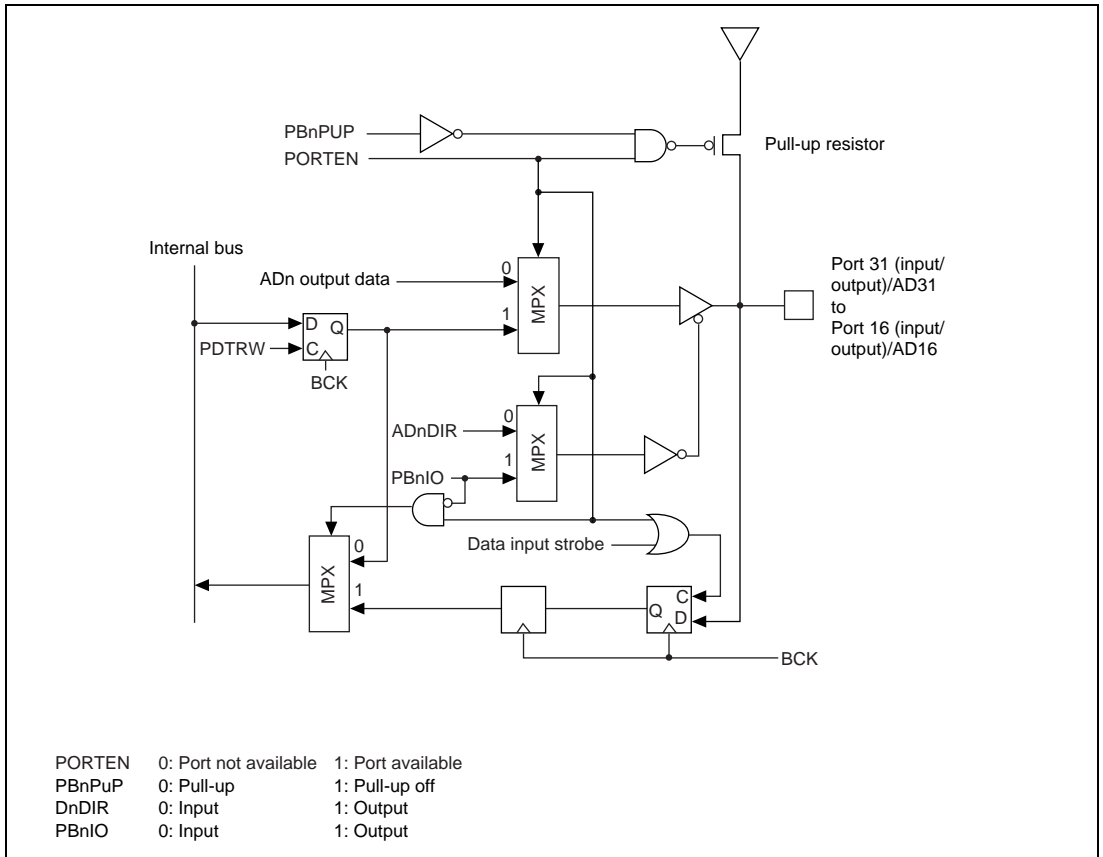 PBnPUP
PORTEN
Pull-up resistor
Internal bus
ADn output data
0
1
MPX
Port 31 (input/
output)/AD31
to
Port 16 (input/
output)/AD16
D Q
PDTRW
C
BCK
ADnDIR
0
1
MPX
PBnIO
Data input strobe
0
1
MPX
C
Q
D
BCK
PORTEN 0: Port not available 1: Port available
PBnPuP 0: Pull-up 1: Pull-up off
DnDIR 0: Input 1: Output
PBnIO 0: Input 1: Output